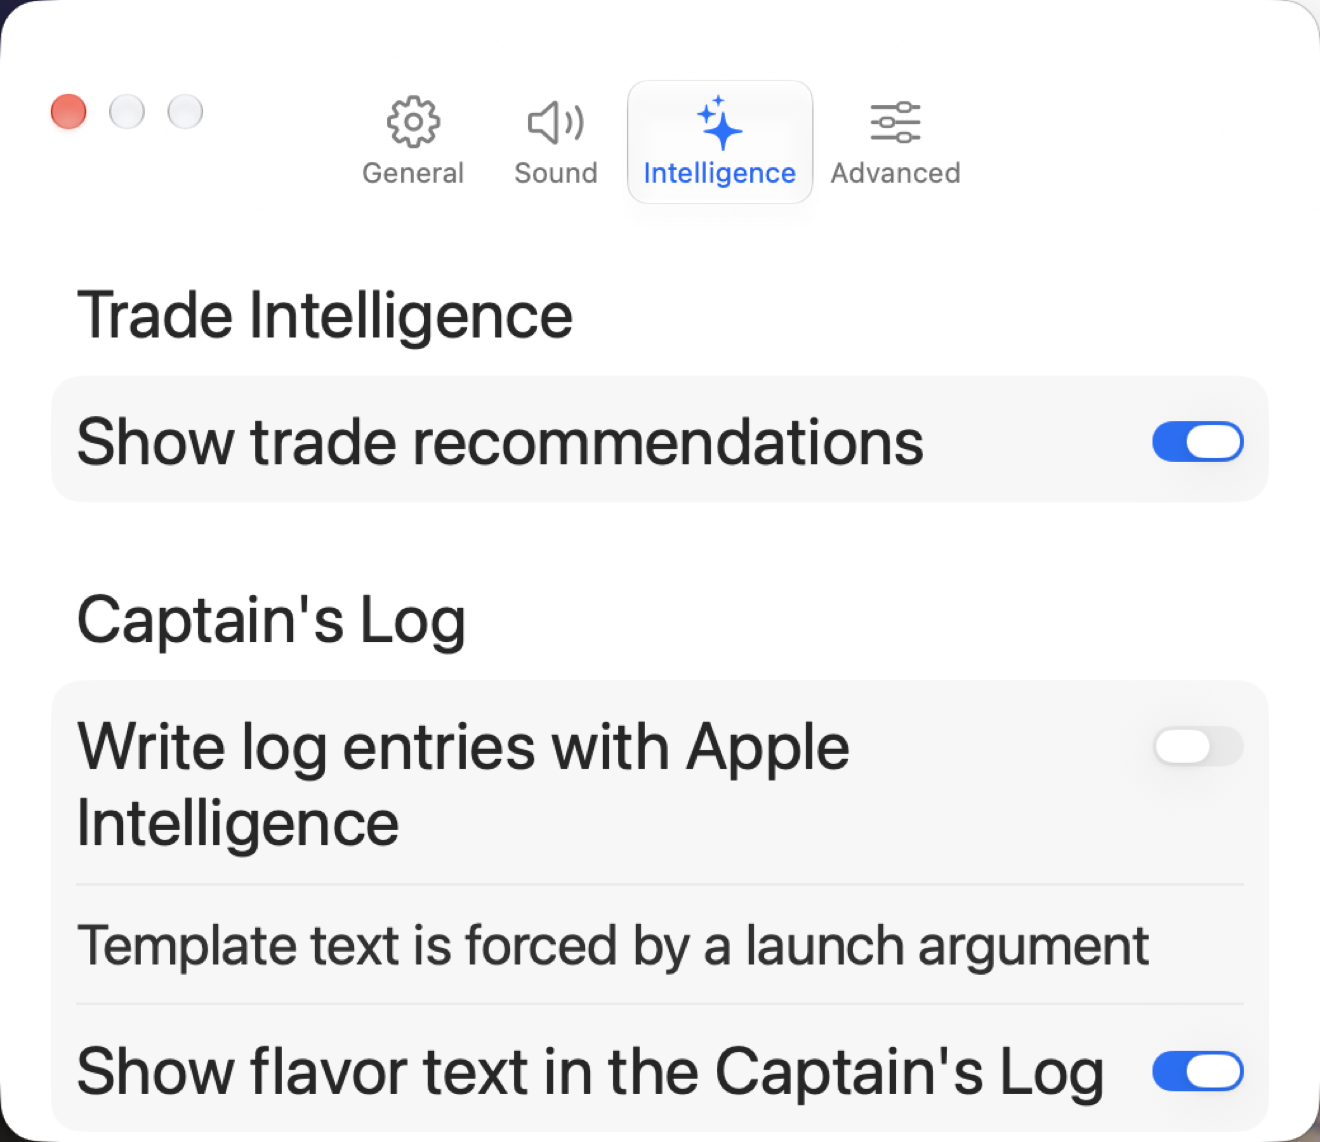 General
Sound
Intelligence
Advanced
Trade Intelligence
Show trade recommendations
Captain's Log
Write log entries with Apple
Intelligence
Template text is forced by a launch argument
Show flavor text in the Captain's Log